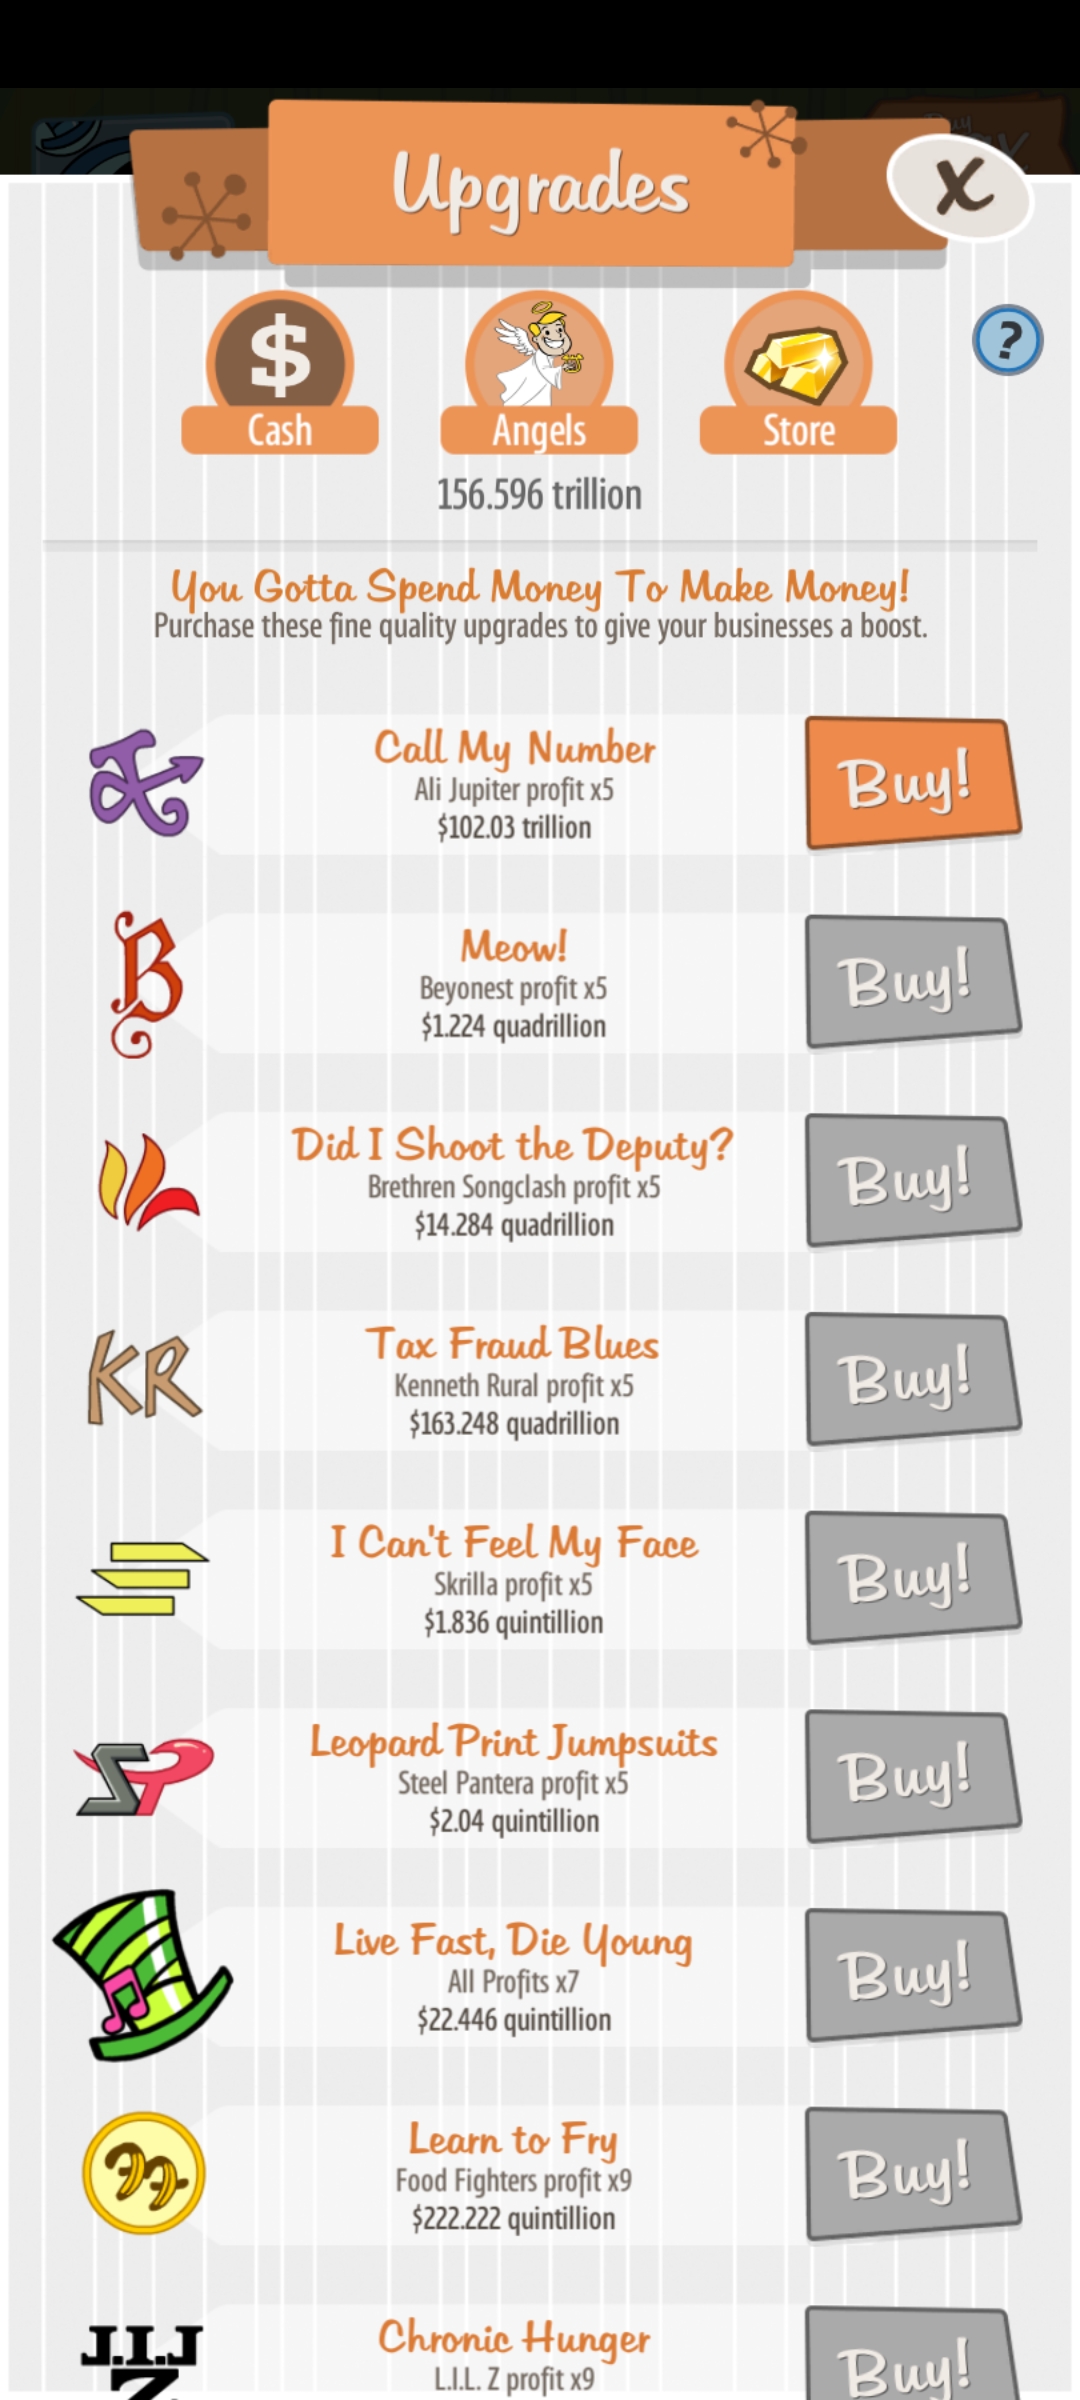 Buy
Upgrades
X
$
?
Cash
Angels
Store
156.596 trillion
You Gotta Spend Money To Make Money!
Purchase these fine quality upgrades to give your businesses a boost.
Call My Number
Ali Jupiter profit x5
$102.03 trillion
Buy!
B
Meow!
Beyonest profit x5
$1.224 quadrillion
Buy!
Did I Shoot the Deputy?
Brethren Songclash profit x5
$14.284 quadrillion
Buy!
KR
Tax Fraud Blues
Kenneth Rural profit x5
$163.248 quadrillion
Buy!
I Can't Feel My Face
Skrilla profit x5
$1.836 quintillion
Buy!
SP
Leopard Print Jumpsuits
Steel Pantera profit x5
$2.04 quintillion
Buy!
Live Fast, Die Young
All Profits x7
$22.446 quintillion
Buy!
Learn to Fry
Food Fighters profit x9
$222.222 quintillion
Buy!
J.I.J
Z
Chronic Hunger
L.I.L. Z profit x9
Buy!